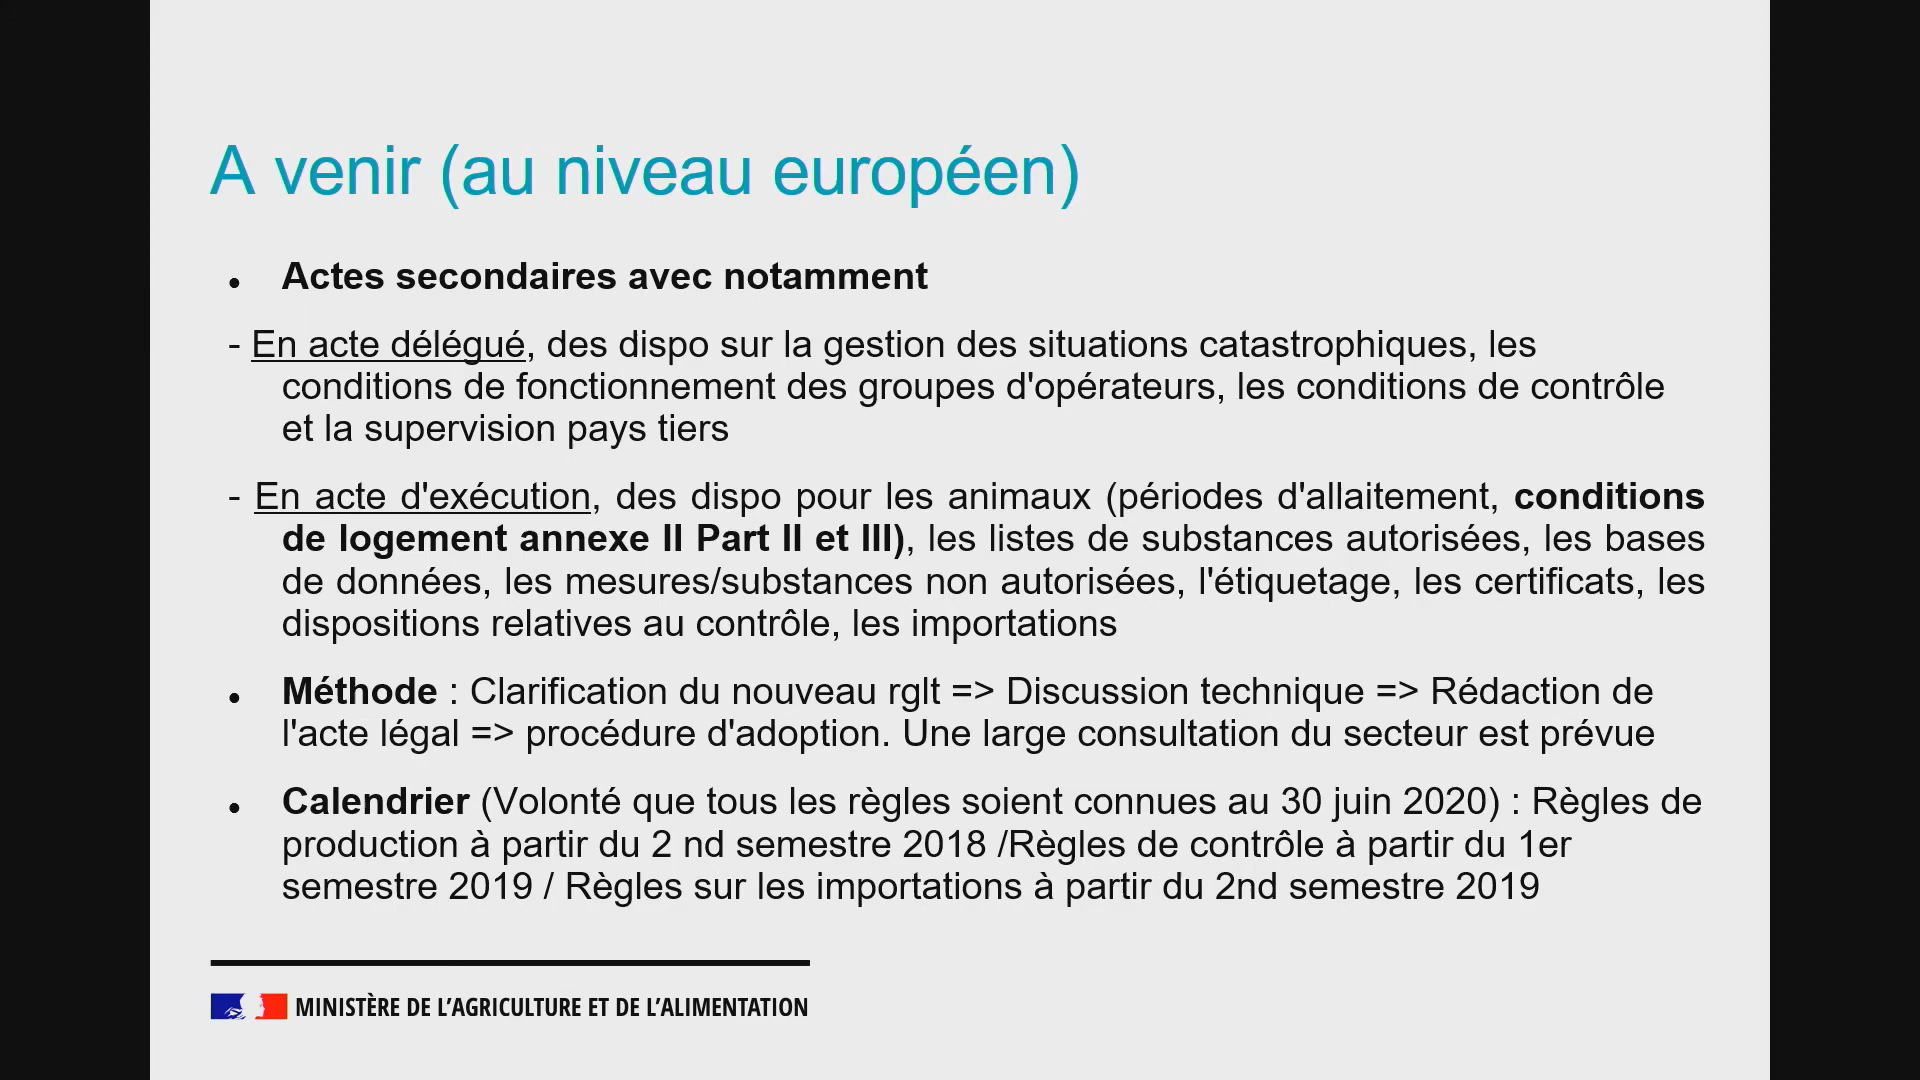 A venir (au niveau européen)
● Actes secondaires avec notamment
- En acte délégué, des dispo sur la gestion des situations catastrophiques, les
conditions de fonctionnement des groupes d'opérateurs, les conditions de contrôle
et la supervision pays tiers
- En acte d'exécution, des dispo pour les animaux (périodes d'allaitement, conditions
de logement annexe II Part II et III), les listes de substances autorisées, les bases
de données, les mesures/substances non autorisées, l'étiquetage, les certificats, les
dispositions relatives au contrôle, les importations
● Méthode : Clarification du nouveau rglt => Discussion technique => Rédaction de
l'acte légal => procédure d'adoption. Une large consultation du secteur est prévue
● Calendrier (Volonté que tous les règles soient connues au 30 juin 2020) : Règles de
production à partir du 2 nd semestre 2018 /Règles de contrôle à partir du 1er
semestre 2019 / Règles sur les importations à partir du 2nd semestre 2019
MINISTÈRE DE L'AGRICULTURE ET DE L'ALIMENTATION